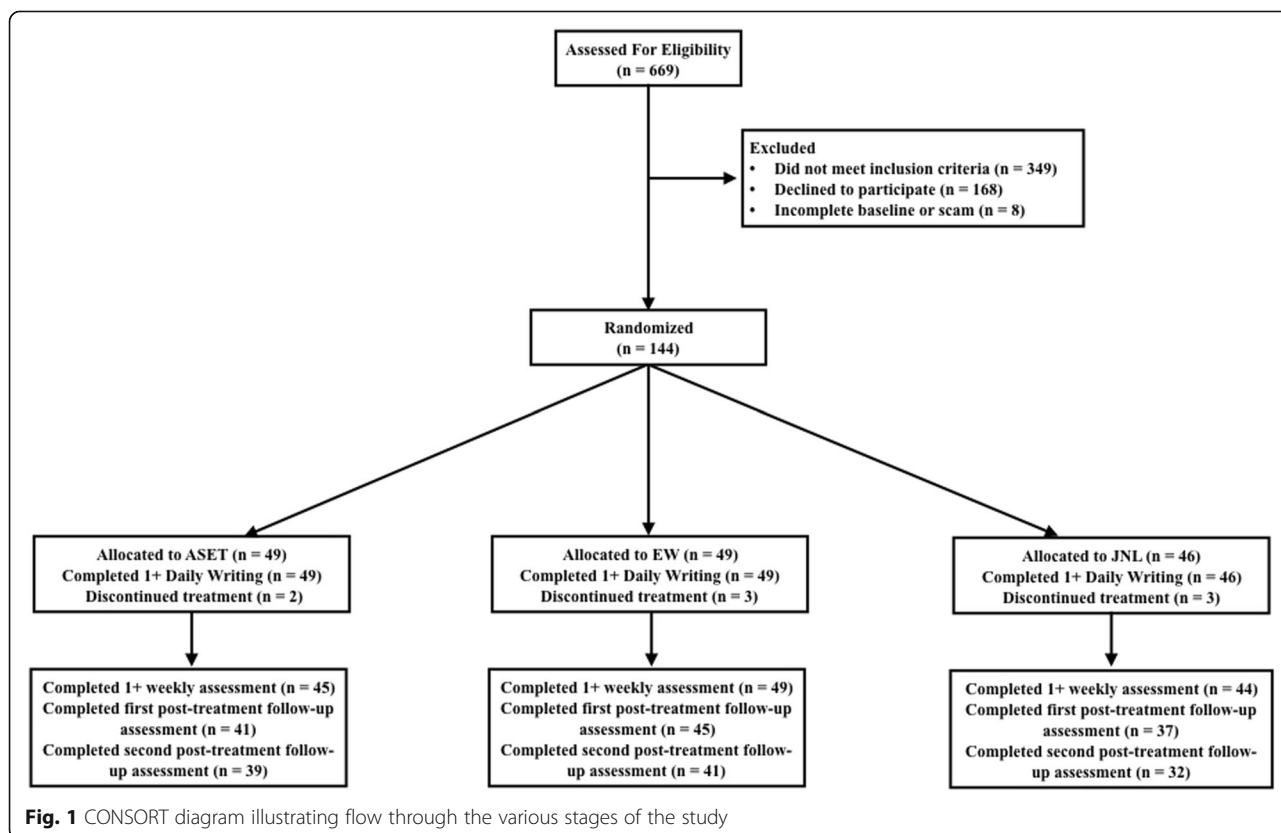 Assessed For Eligibility
(n = 669)
Excluded
• Did not meet inclusion criteria (n = 349)
• Declined to participate (n = 168)
• Incomplete baseline or scam (n = 8)
Randomized
(n = 144)
Allocated to ASET (n = 49)
Completed 1+ Daily Writing (n = 49)
Discontinued treatment (n = 2)
Allocated to EW (n = 49)
Completed 1+ Daily Writing (n = 49)
Discontinued treatment (n = 3)
Allocated to JNL (n = 46)
Completed 1+ Daily Writing (n = 46)
Discontinued treatment (n = 3)
Completed 1+ weekly assessment (n = 45)
Completed first post-treatment follow-up
assessment (n = 41)
Completed second post-treatment follow-
up assessment (n = 39)
Completed 1+ weekly assessment (n = 49)
Completed first post-treatment follow-up
assessment (n = 45)
Completed second post-treatment follow-
up assessment (n = 41)
Completed 1+ weekly assessment (n = 44)
Completed first post-treatment follow-up
assessment (n = 37)
Completed second post-treatment follow-
up assessment (n = 32)
Fig. 1 CONSORT diagram illustrating flow through the various stages of the study